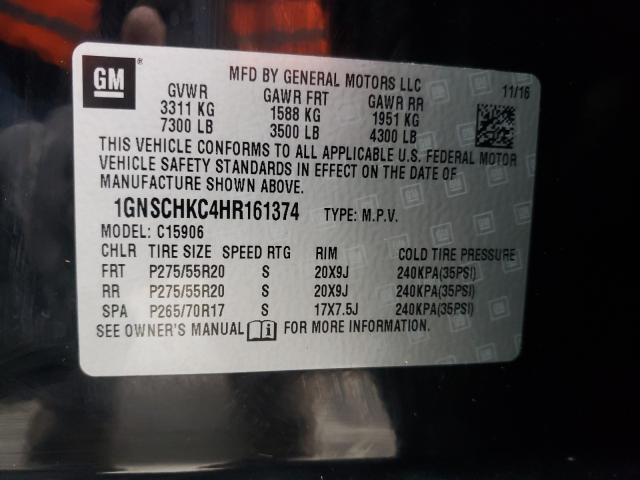 GM ®
MFD BY GENERAL MOTORS LLC 11/16
GVWR GAWR FRT GAWR RR
3311 KG 1588 KG 1951 KG
7300 LB 3500 LB 4300 LB
THIS VEHICLE CONFORMS TO ALL APPLICABLE U.S. FEDERAL MOTOR
VEHICLE SAFETY STANDARDS IN EFFECT ON THE DATE OF
MANUFACTURE SHOWN ABOVE.
1GNSCHKC4HR161374 TYPE: M.P.V.
MODEL: C15906
CHLR TIRE SIZE SPEED RTG RIM COLD TIRE PRESSURE
FRT P275/55R20 S 20X9J 240KPA(35PSI)
RR P275/55R20 S 20X9J 240KPA(35PSI)
SPA P265/70R17 S 17X7.5J 240KPA(35PSI)
SEE OWNER'S MANUAL FOR MORE INFORMATION.